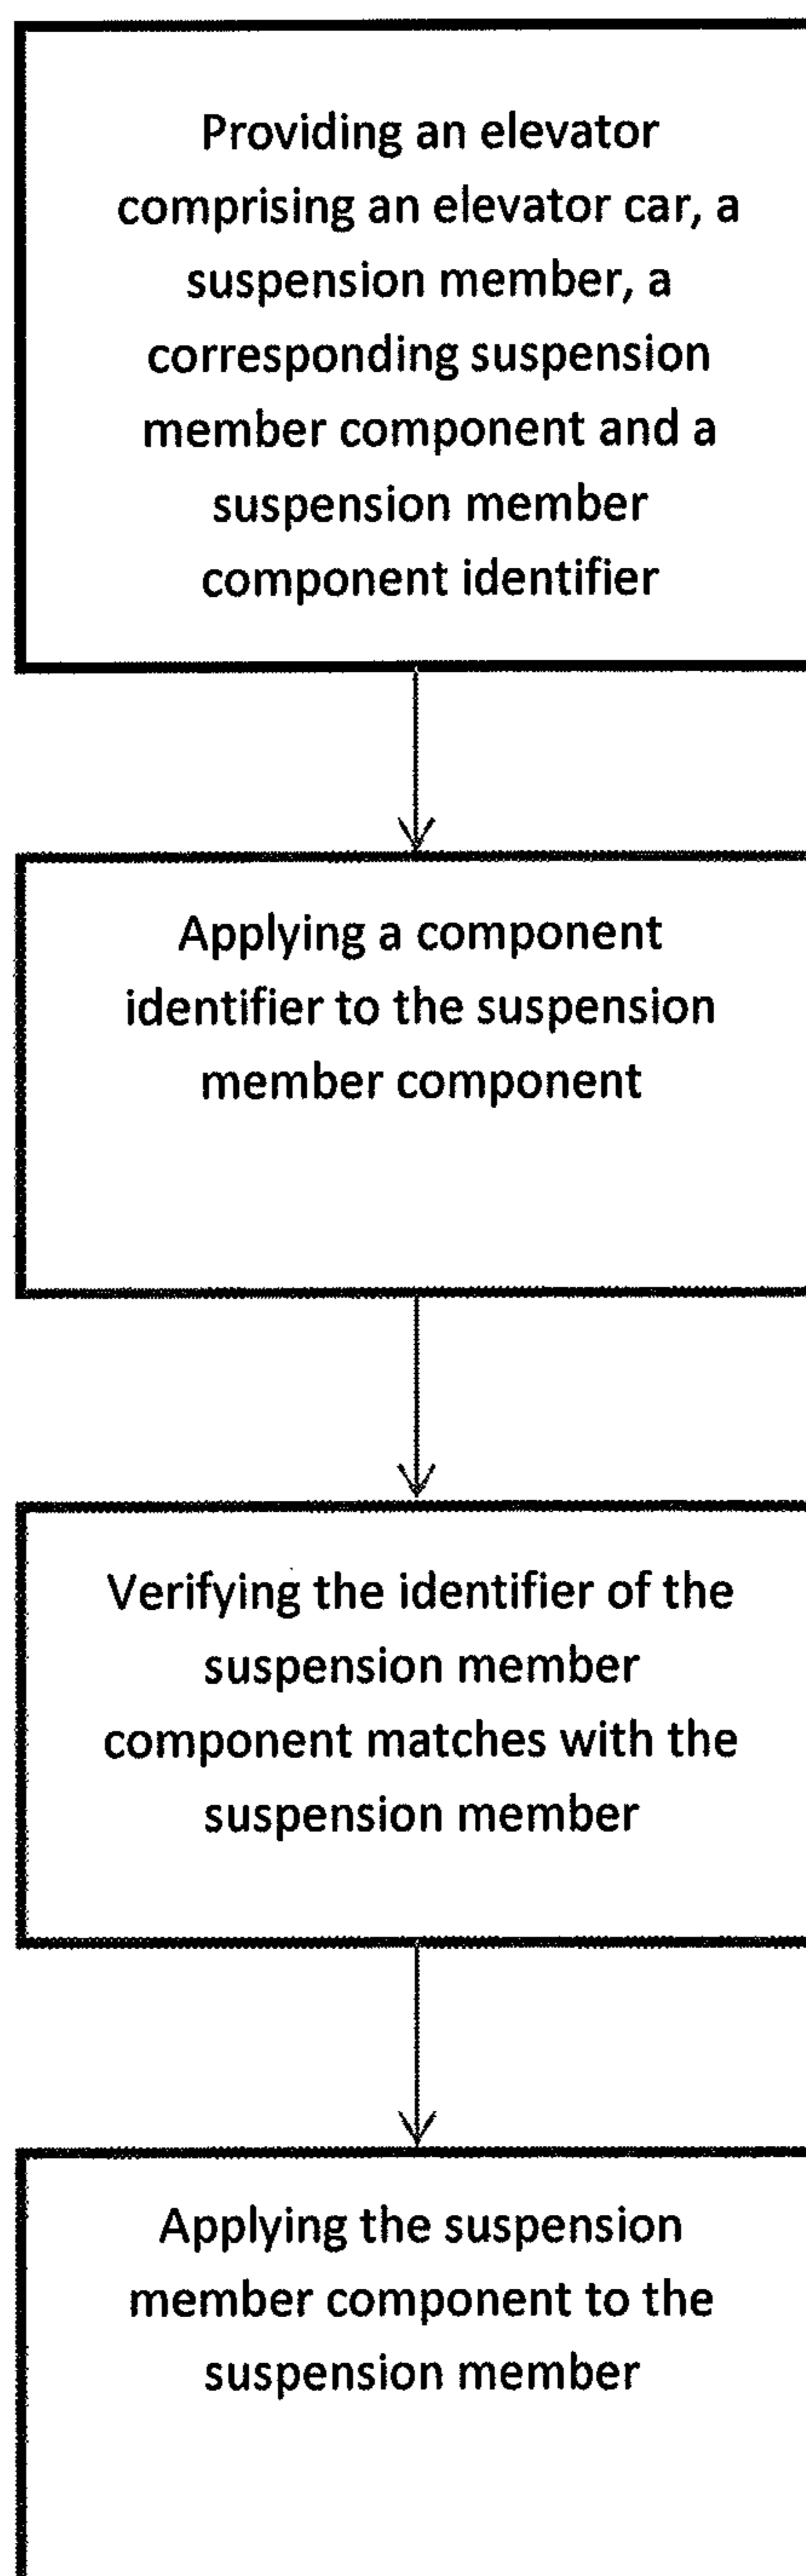 Providing an elevator
comprising an elevator car, a
suspension member, a
corresponding suspension
member component and a
suspension member
component identifier
Applying a component
identifier to the suspension
member component
Verifying the identifier of the
suspension member
component matches with the
suspension member
Applying the suspension
member component to the
suspension member